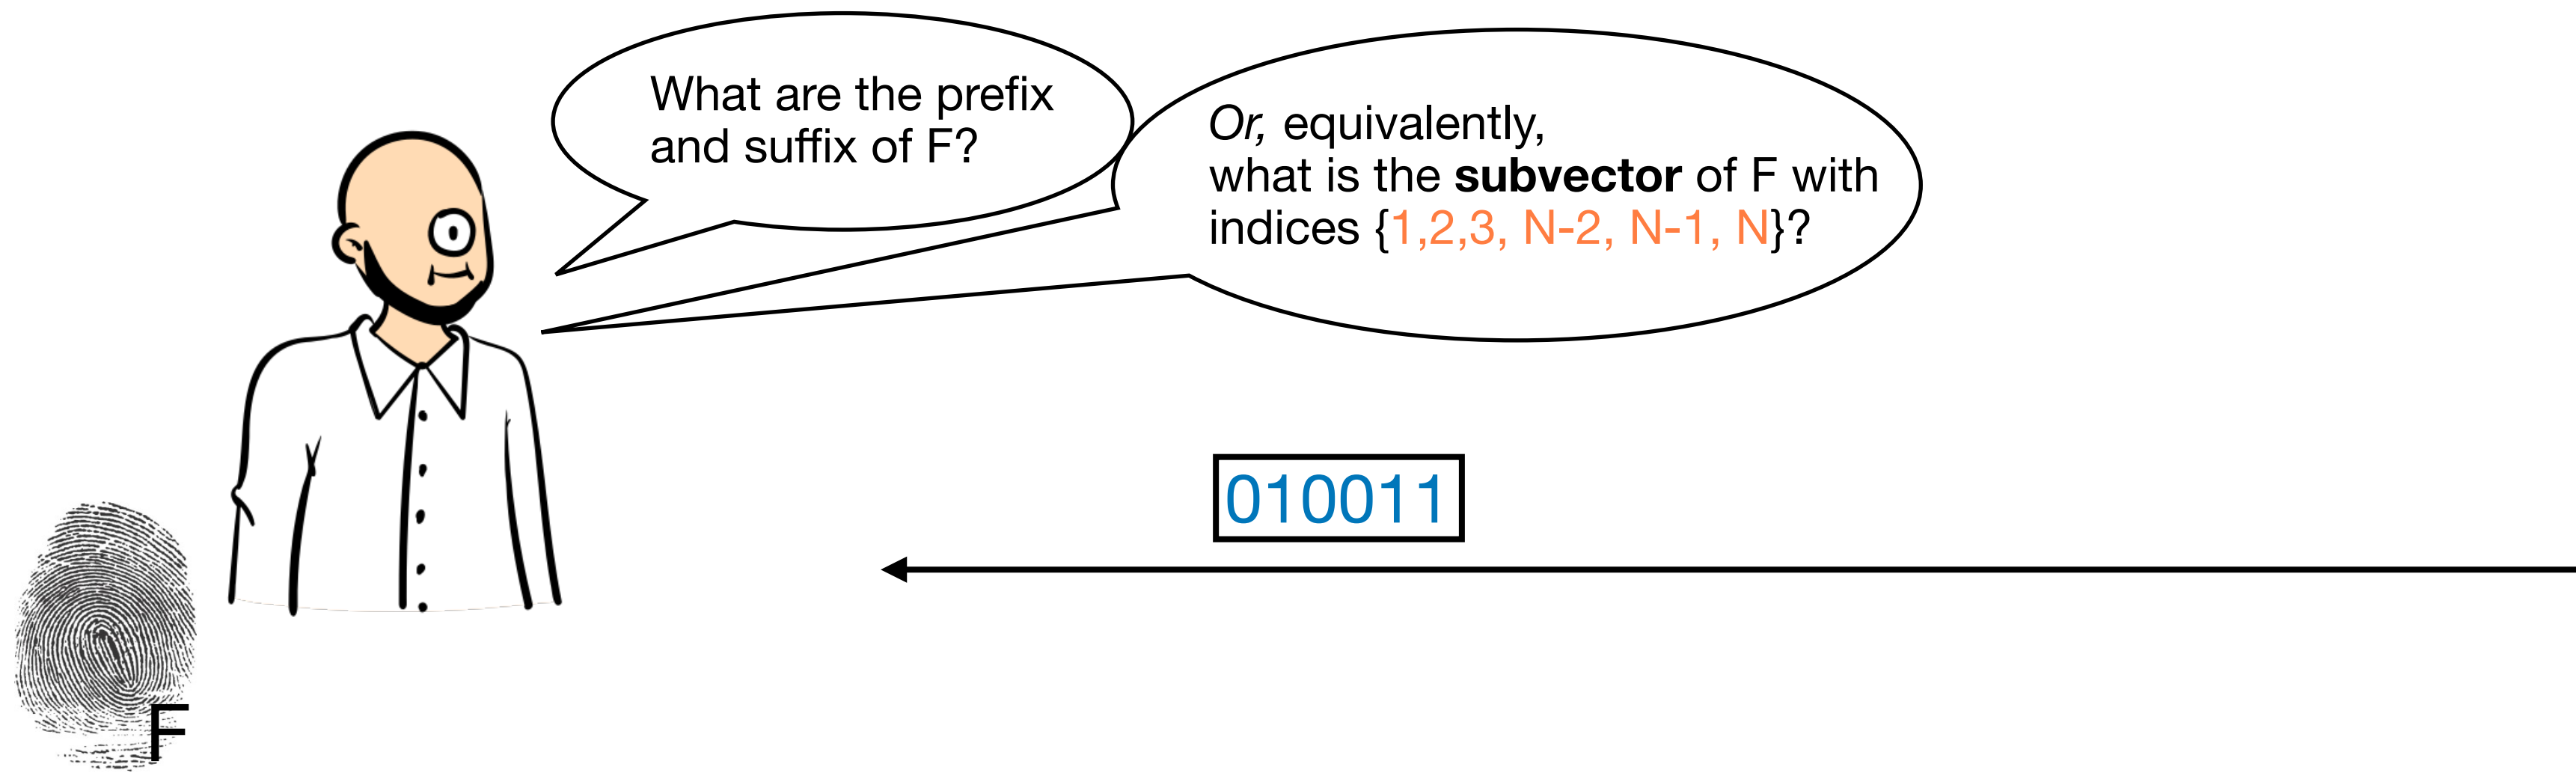 What are the prefix
and suffix of F?
Or, equivalently,
what is the subvector of F with
indices {1,2,3, N-2, N-1, N}?
010011
F